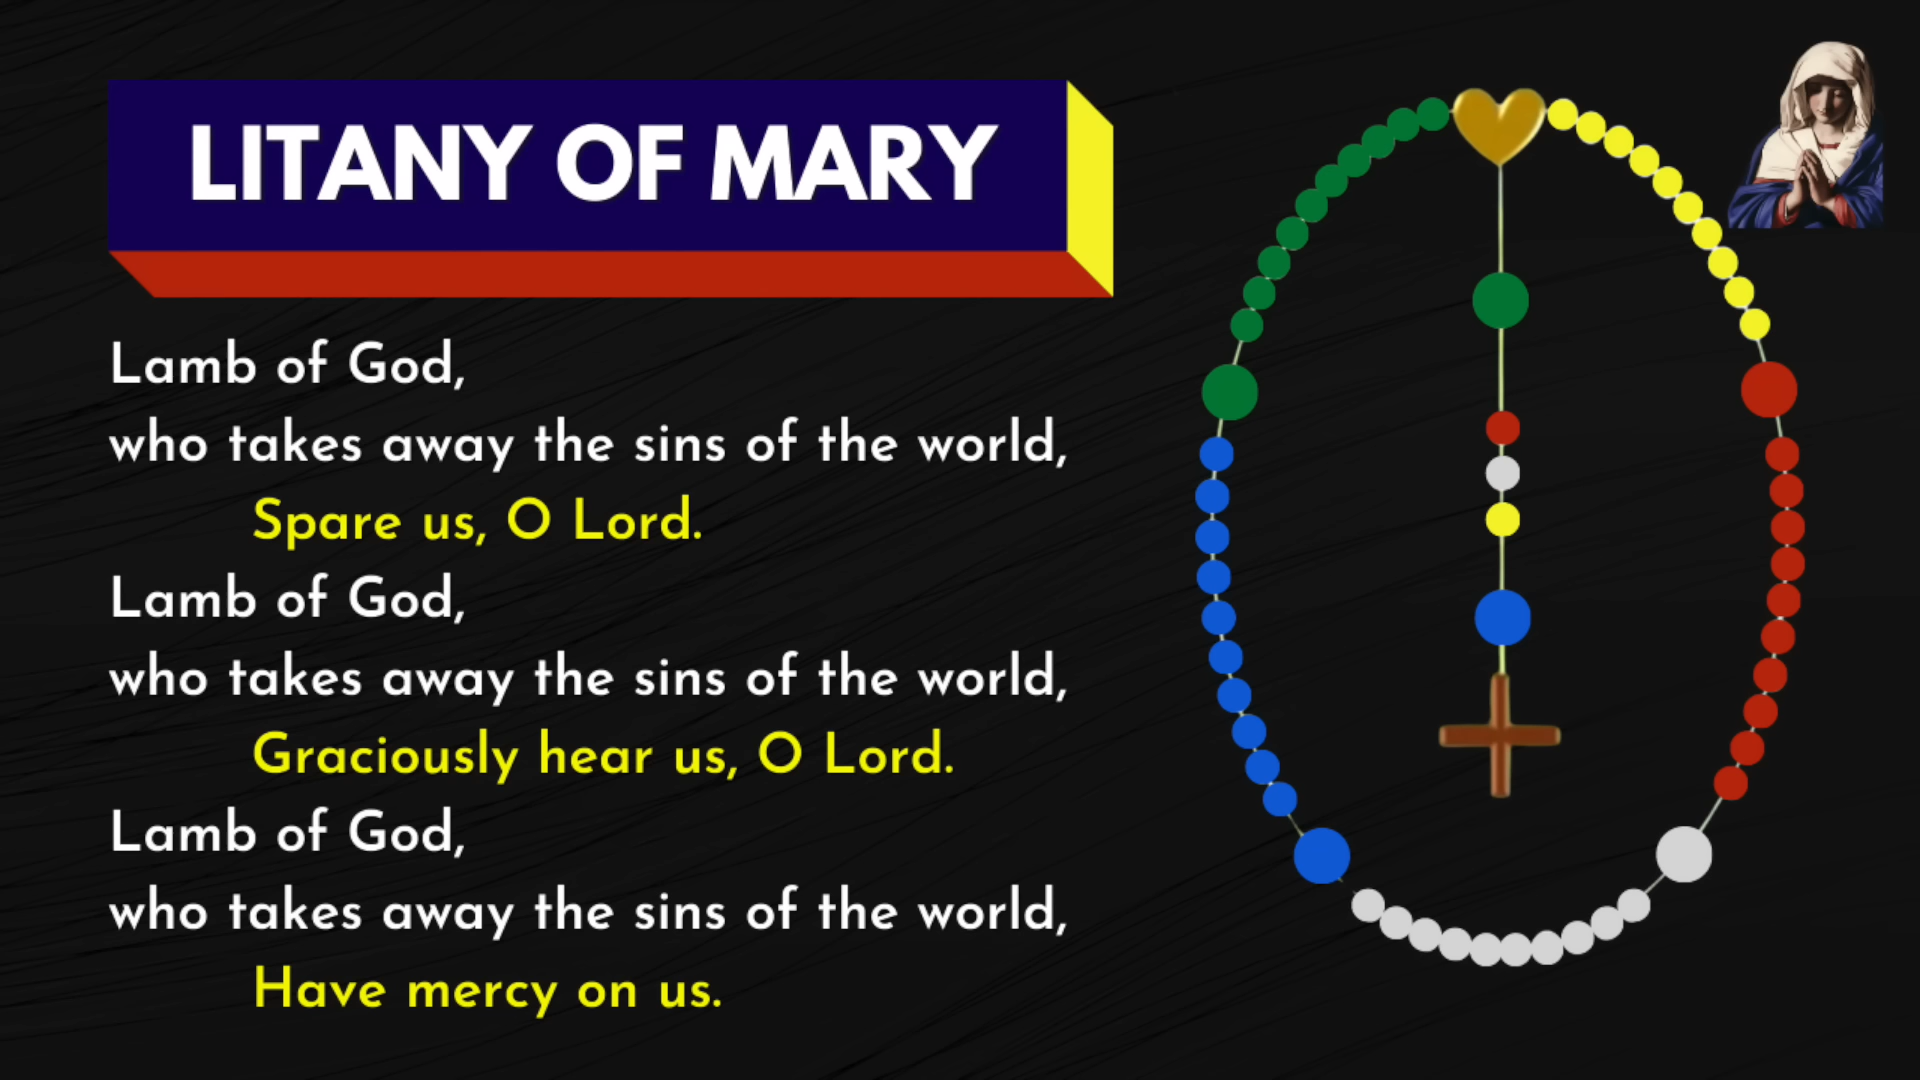 LITANY OF MARY
Lamb of God,
who takes away the sins of the world,
Spare us, O Lord.
Lamb of God,
who takes away the sins of the world,
Graciously hear us, O Lord.
Lamb of God,
who takes away the sins of the world,
Have mercy on us.